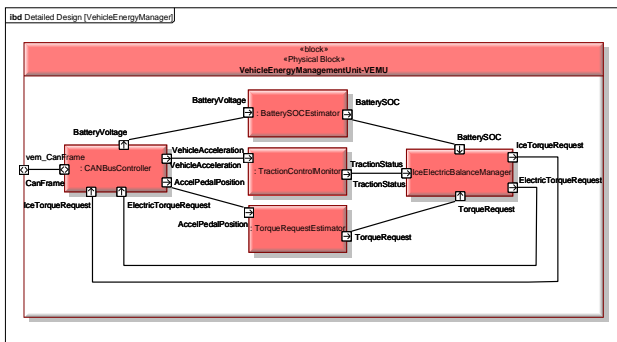 ibd Detailed Design [VehicleEnergyManager]
«block»
«Physical Block»
VehicleEnergyManagementUnit-VEMU
BatteryVoltage
BatterySOC
: BatterySOCEstimator
BatteryVoltage
BatterySOC
IceTorqueRequest
vem_CanFrame
VehicleAcceleration
: CANBusController
VehicleAcceleration
: TractionControlMonitor
TractionStatus
IceElectricBalanceManager
CanFrame
AccelPedalPosition
TractionStatus
ElectricTorqueRequest
IceTorqueRequest
ElectricTorqueRequest
TorqueRequest
AccelPedalPosition
: TorqueRequestEstimator
TorqueRequest